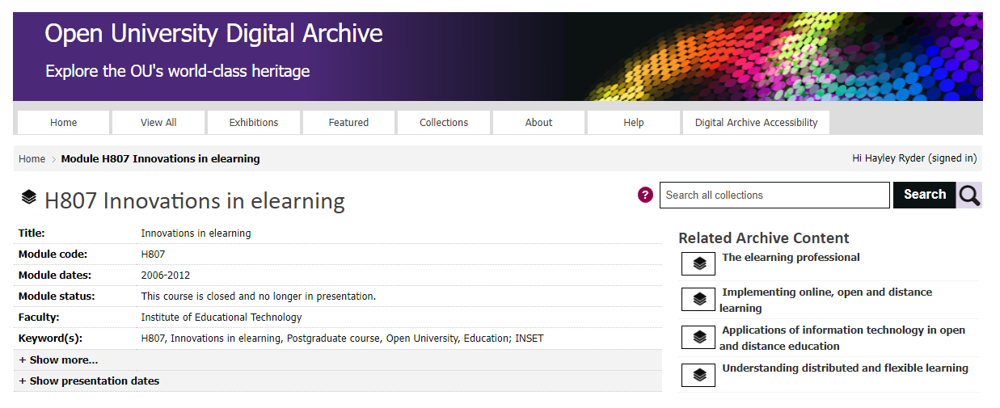 Open University Digital Archive
Explore the OU's world-class heritage
Home View All Exhibitions Featured Collections About Help Digital Archive Accessibility
Home > Module H807 Innovations in elearning
Hi Hayley Ryder (signed in)
H807 Innovations in elearning
? Search all collections Search
Title: Innovations in elearning
Module code: H807
Module dates: 2006-2012
Module status: This course is closed and no longer in presentation.
Faculty: Institute of Educational Technology
Keyword(s): H807, Innovations in elearning, Postgraduate course, Open University, Education; INSET
+ Show more...
+ Show presentation dates
Related Archive Content
The elearning professional
Implementing online, open and distance
learning
Applications of information technology in open
and distance education
Understanding distributed and flexible learning